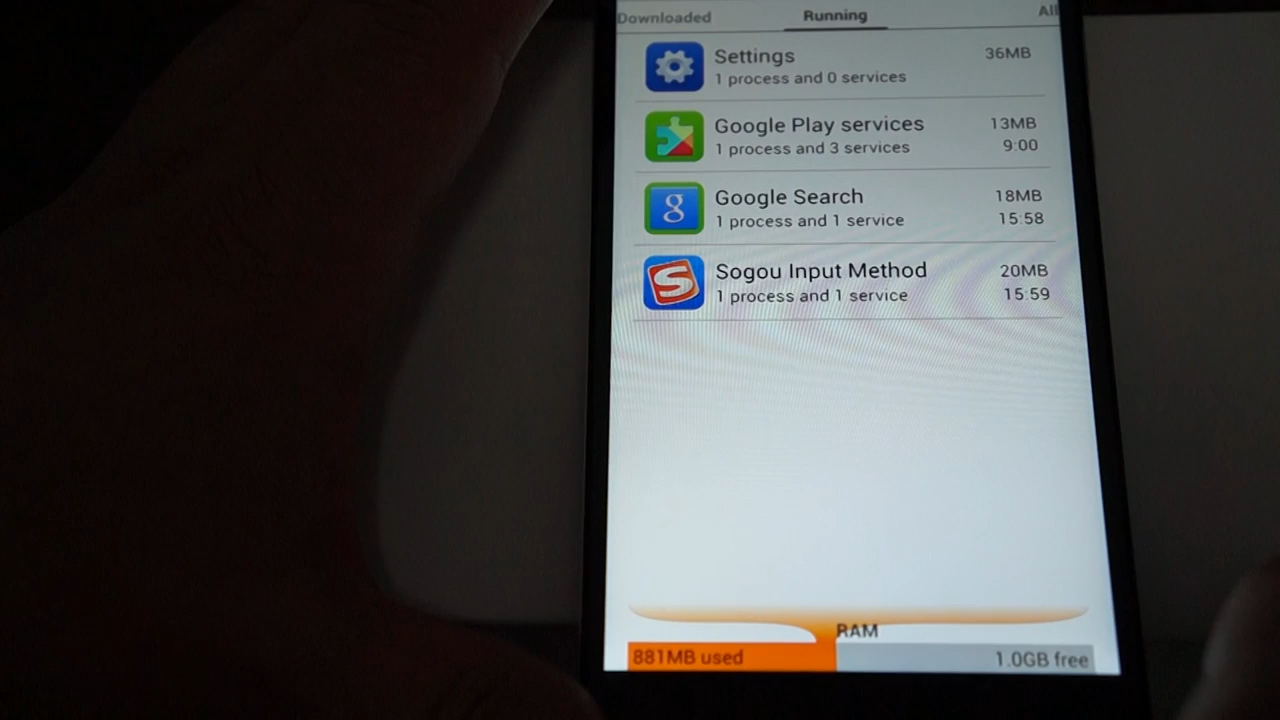 Downloaded Running All
Settings 36MB
1 process and 0 services
Google Play services 13MB
1 process and 3 services 9:00
Google Search 18MB
1 process and 1 service 15:58
Sogou Input Method 20MB
1 process and 1 service 15:59
RAM
881MB used 1.0GB free